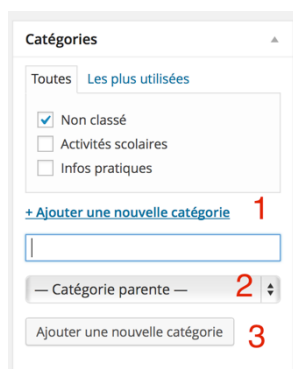 Catégories
Toutes Les plus utilisées
Non classé
Activités scolaires
Infos pratiques
+ Ajouter une nouvelle catégorie 1
— Catégorie parente — 2
Ajouter une nouvelle catégorie 3